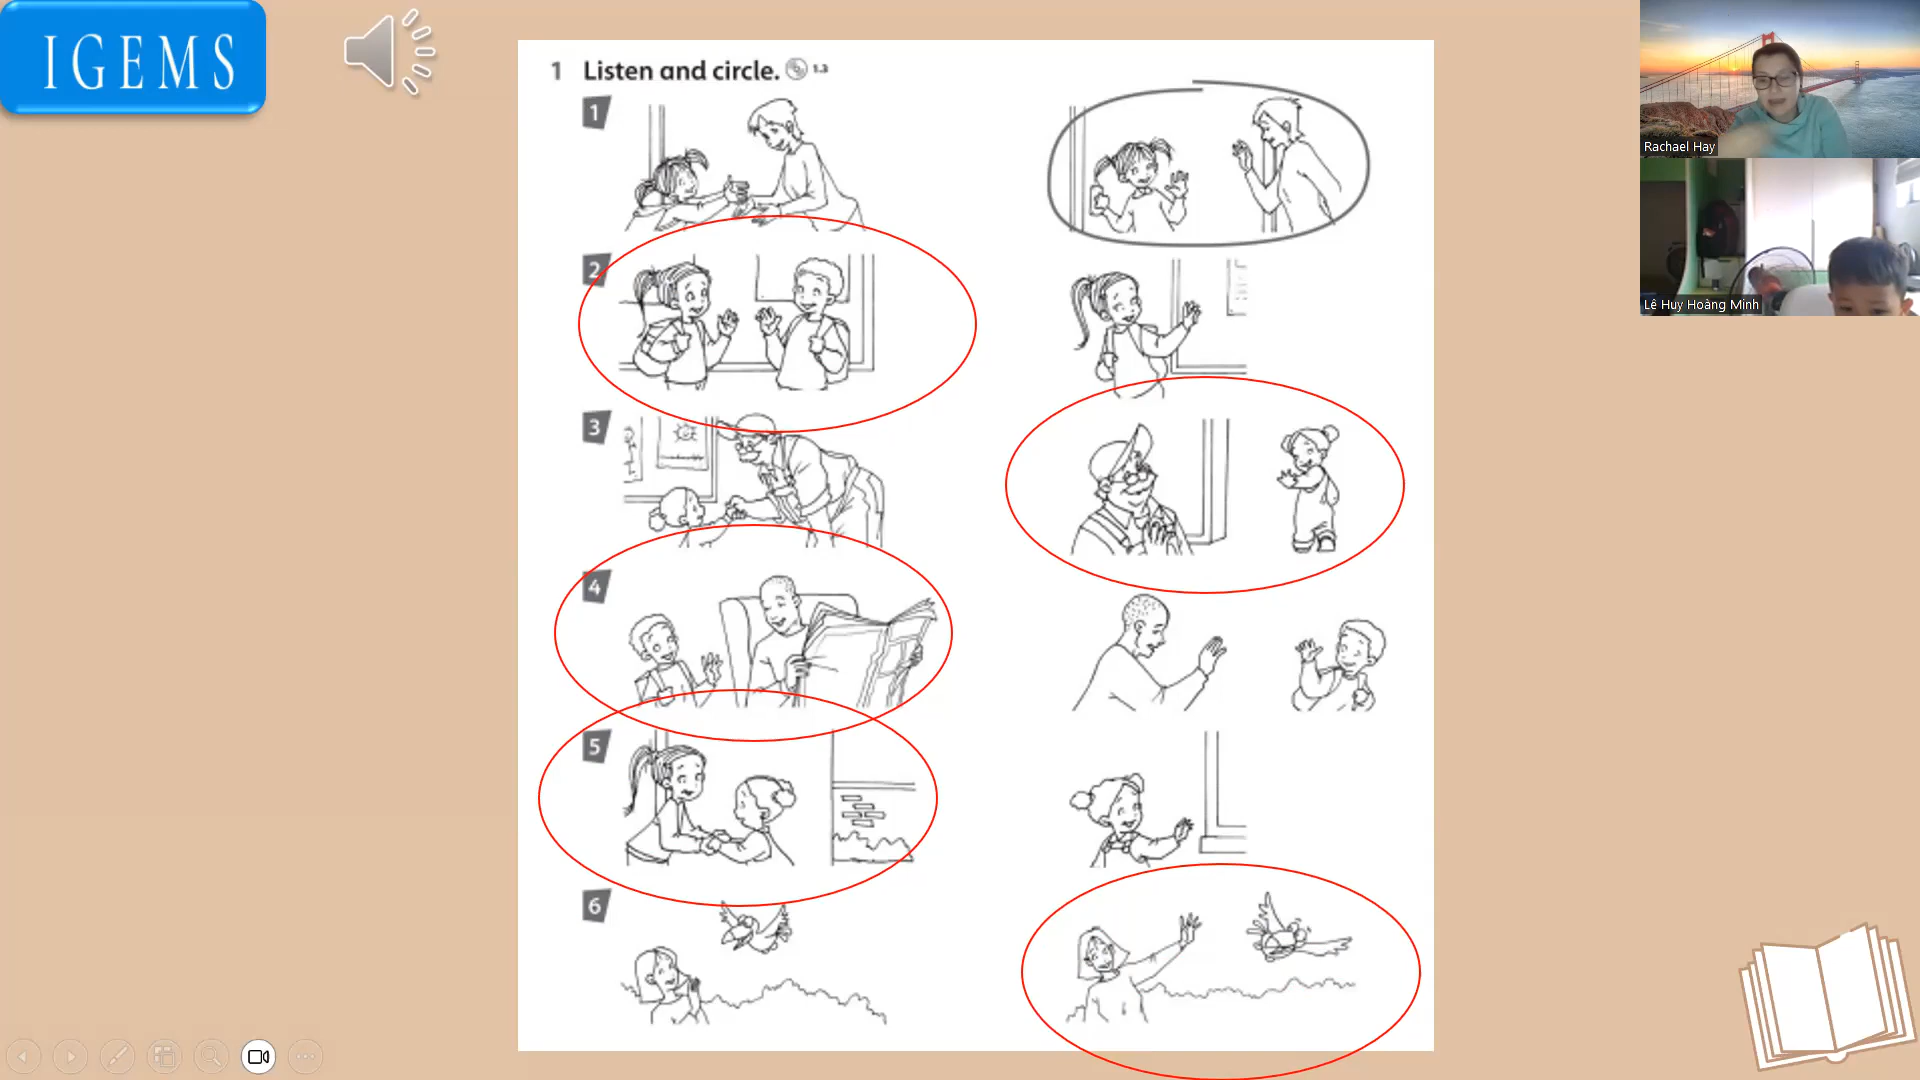 IGEMS
1 Listen and circle. 1.3
1
2
3
4
5
6
Rachael Hay
Lê Huy Hoàng Minh